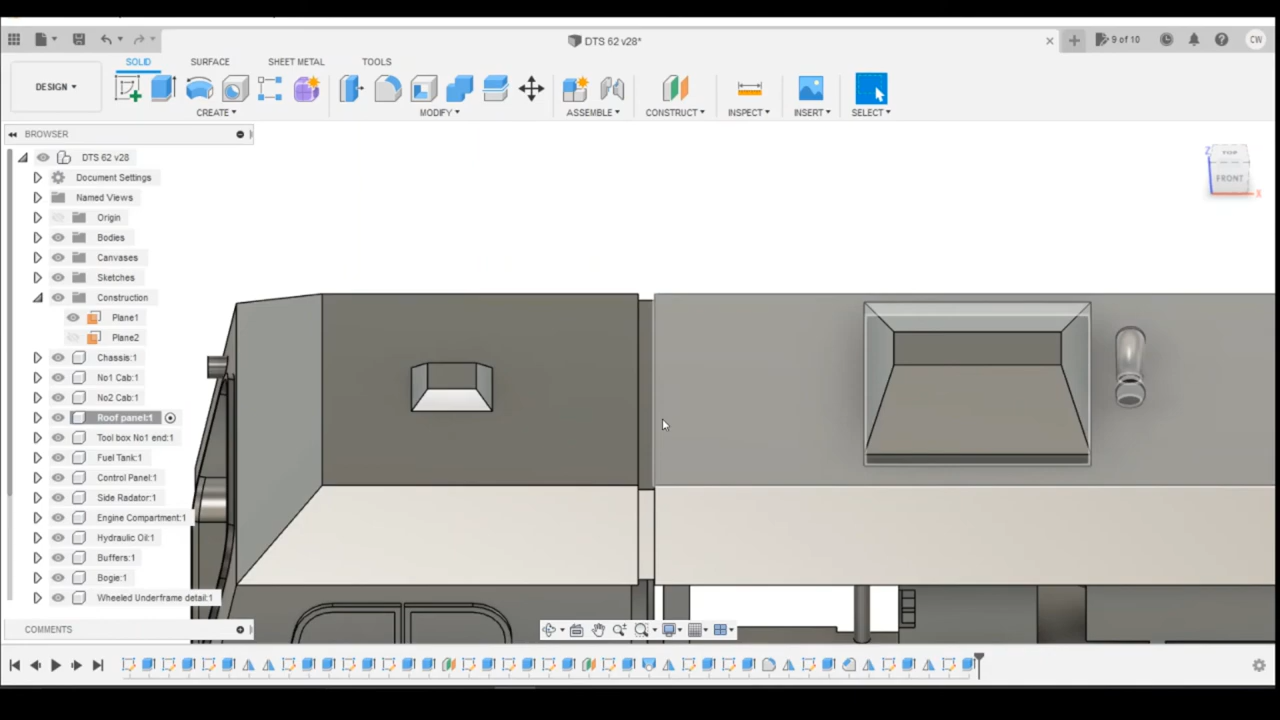 DTS 62 v28*
9 of 10
CW
DESIGN
SOLID
SURFACE
SHEET METAL
TOOLS
CREATE
MODIFY
ASSEMBLE
CONSTRUCT
INSPECT
INSERT
SELECT
BROWSER
DTS 62 v28
Document Settings
Named Views
Origin
Bodies
Canvases
Sketches
Construction
Plane1
Plane2
Chassis:1
No1 Cab:1
No2 Cab:1
Roof panel:1
Tool box No1 end:1
Fuel Tank:1
Control Panel:1
Side Radator:1
Engine Compartment:1
Hydraulic Oil:1
Buffers:1
Bogie:1
Wheeled Underframe detail:1
COMMENTS
Z
TOP
FRONT
X